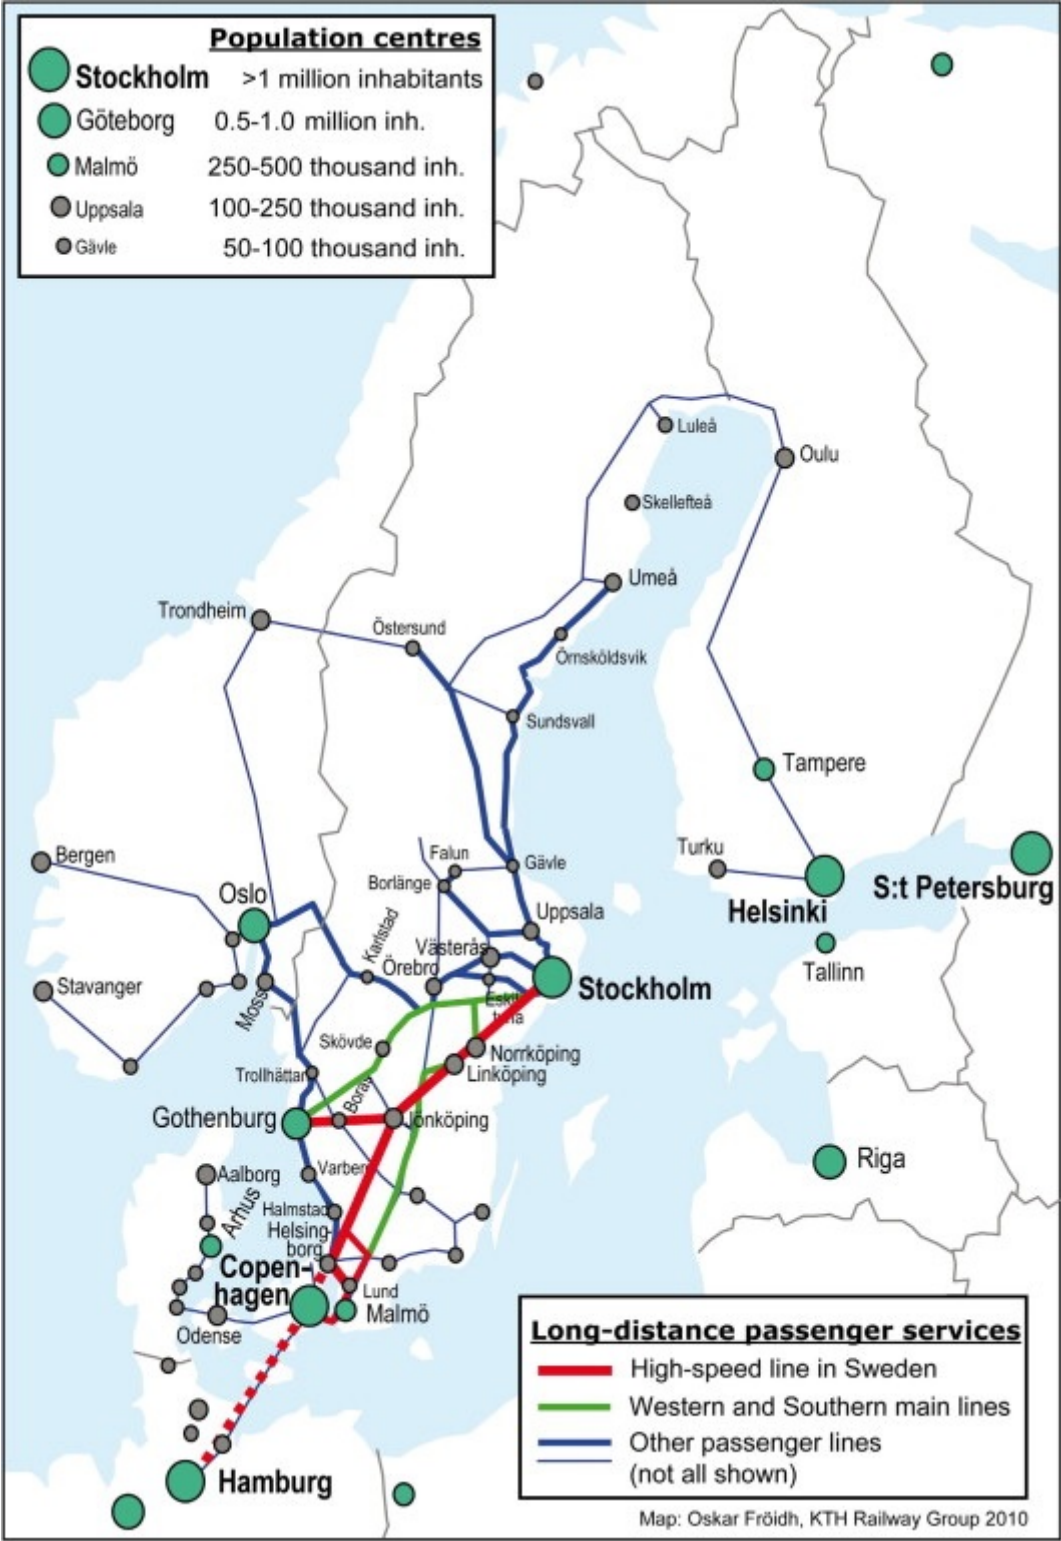 Population centres
Stockholm >1 million inhabitants
Göteborg 0.5-1.0 million inh.
Malmö 250-500 thousand inh.
Uppsala 100-250 thousand inh.
Gävle 50-100 thousand inh.
Luleå
Oulu
Skellefteå
Umeå
Trondheim
Östersund
Örnsköldsvik
Sundsvall
Tampere
Bergen
Falun
Gävle
Turku
Borlänge
Oslo
S:t Petersburg
Helsinki
Uppsala
Karlstad
Västerås
Örebro
Tallinn
Stavanger
Stockholm
Moss
Eskils
tuna
Skövde
Norrköping
Linköping
Trollhättan
Borås
Gothenburg
Jönköping
Riga
Aalborg
Varberg
Arhus
Halmstad
Helsing-
borg
Copen-
hagen
Lund
Malmö
Odense
Hamburg
Long-distance passenger services
High-speed line in Sweden
Western and Southern main lines
Other passenger lines
(not all shown)
Map: Oskar Fröidh, KTH Railway Group 2010